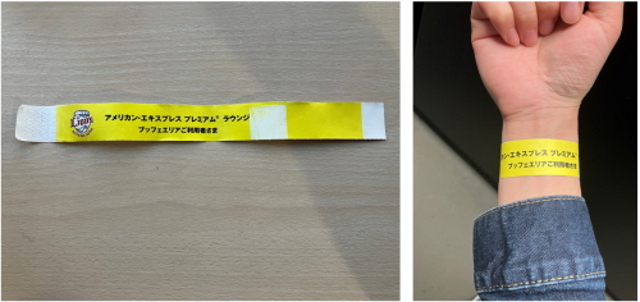 LIONS
アメリカン・エキスプレス プレミアム® ラウンジ
ブッフェエリアご利用者さま
カン・エキスプレス プレミアム®
ブッフェエリアご利用者さま